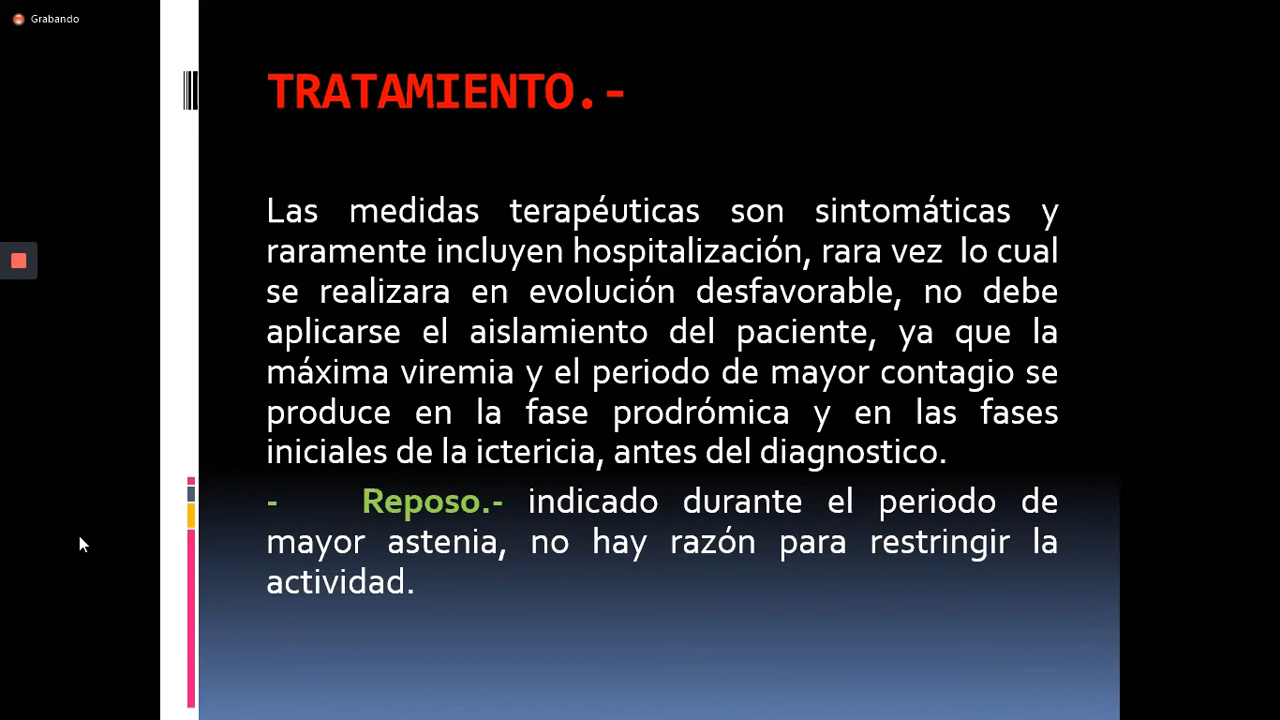 Grabando
TRATAMIENTO.-
Las medidas terapéuticas son sintomáticas y
raramente incluyen hospitalización, rara vez lo cual
se realizara en evolución desfavorable, no debe
aplicarse el aislamiento del paciente, ya que la
máxima viremia y el periodo de mayor contagio se
produce en la fase prodrómica y en las fases
iniciales de la ictericia, antes del diagnostico.
- Reposo.- indicado durante el periodo de
mayor astenia, no hay razón para restringir la
actividad.